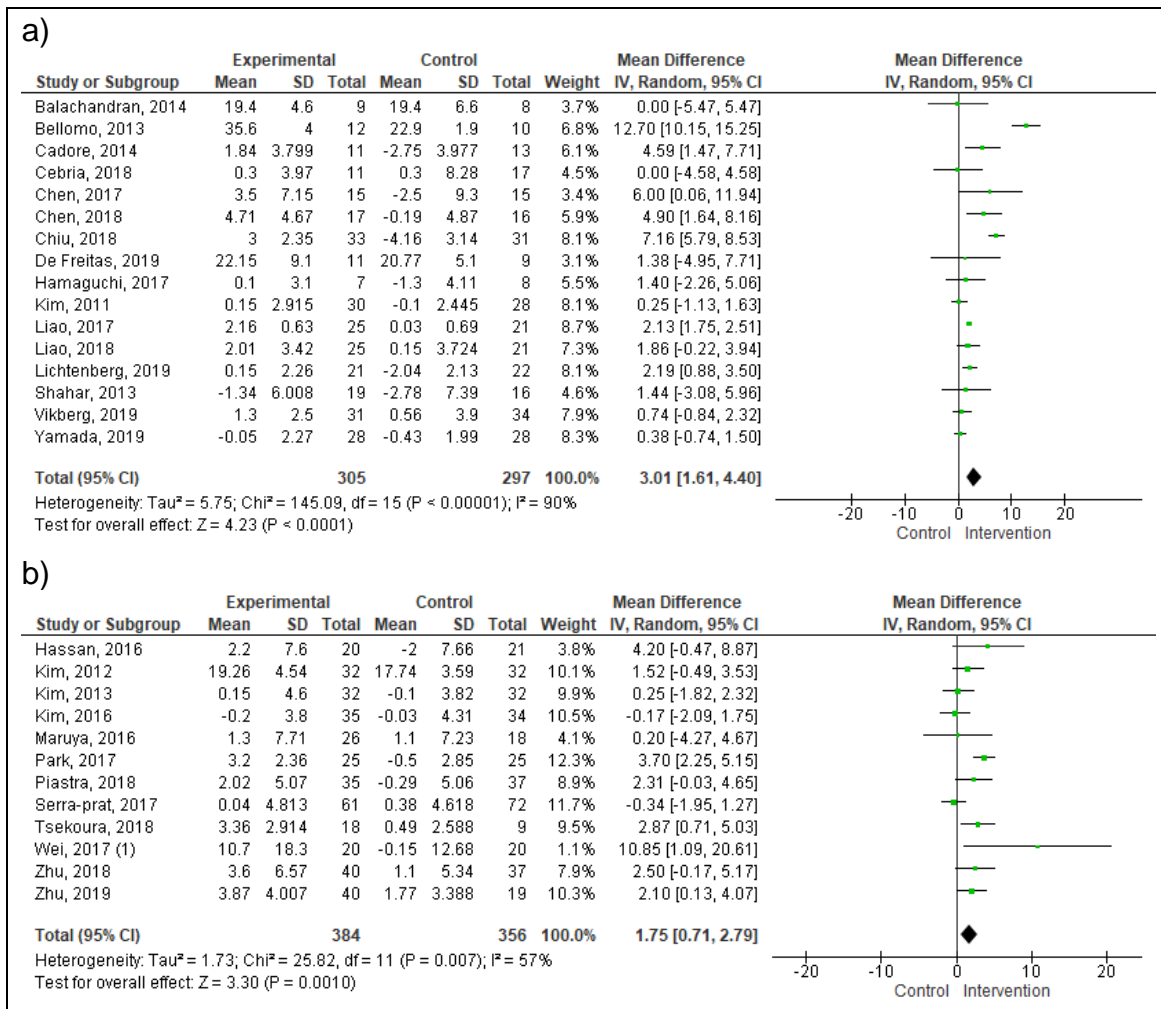 a)
Experimental Control Mean Difference Mean Difference
Study or Subgroup Mean SD Total Mean SD Total Weight IV, Random, 95% CI IV, Random, 95% CI
Balachandran, 2014 19.4 4.6 9 19.4 6.6 8 3.7% 0.00 [-5.47, 5.47]
Bellomo, 2013 35.6 4 12 22.9 1.9 10 6.8% 12.70 [10.15, 15.25]
Cadore, 2014 1.84 3.799 11 -2.75 3.977 13 6.1% 4.59 [1.47, 7.71]
Cebria, 2018 0.3 3.97 11 0.3 8.28 17 4.5% 0.00 [-4.58, 4.58]
Chen, 2017 3.5 7.15 15 -2.5 9.3 15 3.4% 6.00 [0.06, 11.94]
Chen, 2018 4.71 4.67 17 -0.19 4.87 16 5.9% 4.90 [1.64, 8.16]
Chiu, 2018 3 2.35 33 -4.16 3.14 31 8.1% 7.16 [5.79, 8.53]
De Freitas, 2019 22.15 9.1 11 20.77 5.1 9 3.1% 1.38 [-4.95, 7.71]
Hamaguchi, 2017 0.1 3.1 7 -1.3 4.11 8 5.5% 1.40 [-2.26, 5.06]
Kim, 2011 0.15 2.915 30 -0.1 2.445 28 8.1% 0.25 [-1.13, 1.63]
Liao, 2017 2.16 0.63 25 0.03 0.69 21 8.7% 2.13 [1.75, 2.51]
Liao, 2018 2.01 3.42 25 0.15 3.724 21 7.3% 1.86 [-0.22, 3.94]
Lichtenberg, 2019 0.15 2.26 21 -2.04 2.13 22 8.1% 2.19 [0.88, 3.50]
Shahar, 2013 -1.34 6.008 19 -2.78 7.39 16 4.6% 1.44 [-3.08, 5.96]
Vikberg, 2019 1.3 2.5 31 0.56 3.9 34 7.9% 0.74 [-0.84, 2.32]
Yamada, 2019 -0.05 2.27 28 -0.43 1.99 28 8.3% 0.38 [-0.74, 1.50]
Total (95% CI) 305 297 100.0% 3.01 [1.61, 4.40]
Heterogeneity: Tau² = 5.75; Chi² = 145.09, df = 15 (P < 0.00001); I² = 90%
Test for overall effect: Z = 4.23 (P < 0.0001)
-20 -10 0 10 20
Control Intervention
b)
Experimental Control Mean Difference Mean Difference
Study or Subgroup Mean SD Total Mean SD Total Weight IV, Random, 95% CI IV, Random, 95% CI
Hassan, 2016 2.2 7.6 20 -2 7.66 21 3.8% 4.20 [-0.47, 8.87]
Kim, 2012 19.26 4.54 32 17.74 3.59 32 10.1% 1.52 [-0.49, 3.53]
Kim, 2013 0.15 4.6 32 -0.1 3.82 32 9.9% 0.25 [-1.82, 2.32]
Kim, 2016 -0.2 3.8 35 -0.03 4.31 34 10.5% -0.17 [-2.09, 1.75]
Maruya, 2016 1.3 7.71 26 1.1 7.23 18 4.1% 0.20 [-4.27, 4.67]
Park, 2017 3.2 2.36 25 -0.5 2.85 25 12.3% 3.70 [2.25, 5.15]
Piastra, 2018 2.02 5.07 35 -0.29 5.06 37 8.9% 2.31 [-0.03, 4.65]
Serra-prat, 2017 0.04 4.813 61 0.38 4.618 72 11.7% -0.34 [-1.95, 1.27]
Tsekoura, 2018 3.36 2.914 18 0.49 2.588 9 9.5% 2.87 [0.71, 5.03]
Wei, 2017 (1) 10.7 18.3 20 -0.15 12.68 20 1.1% 10.85 [1.09, 20.61]
Zhu, 2018 3.6 6.57 40 1.1 5.34 37 7.9% 2.50 [-0.17, 5.17]
Zhu, 2019 3.87 4.007 40 1.77 3.388 19 10.3% 2.10 [0.13, 4.07]
Total (95% CI) 384 356 100.0% 1.75 [0.71, 2.79]
Heterogeneity: Tau² = 1.73; Chi² = 25.82, df = 11 (P = 0.007); I² = 57%
Test for overall effect: Z = 3.30 (P = 0.0010)
-20 -10 0 10 20
Control Intervention